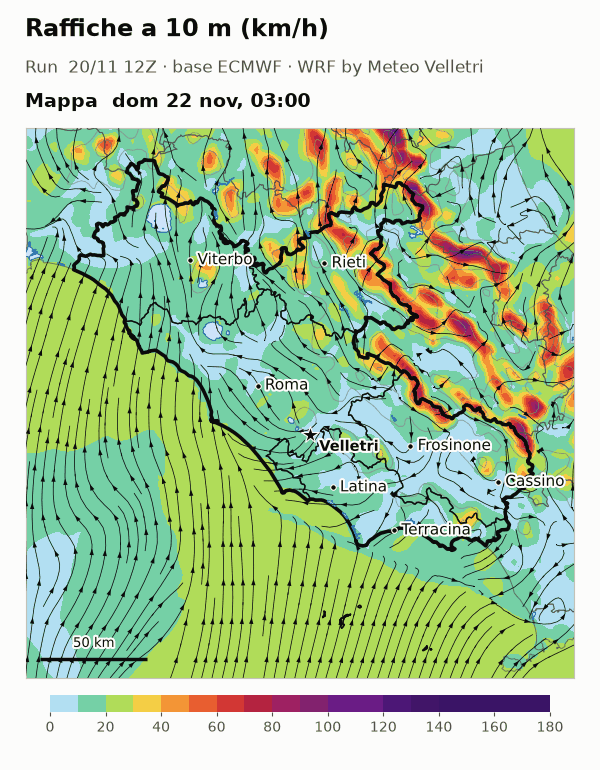 Raffiche a 10 m (km/h)
Run 20/11 12Z · base ECMWF · WRF by Meteo Velletri
Mappa dom 22 nov, 03:00
Viterbo
Rieti
Roma
Velletri
Frosinone
Cassino
Latina
Terracina
50 km
0 20 40 60 80 100 120 140 160 180